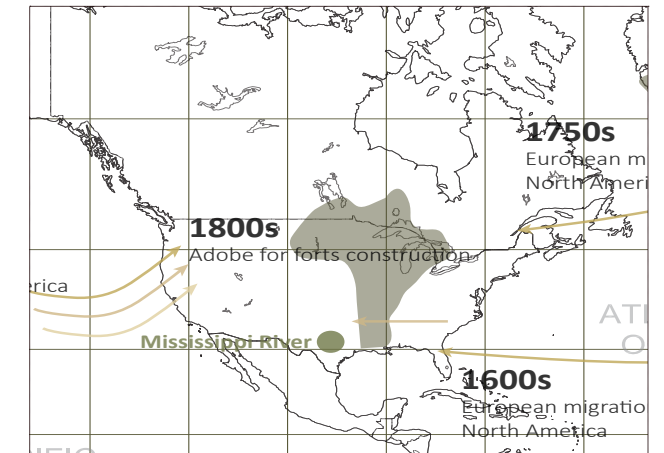 1750s
European m
North Ameri
1800s
Adobe for forts construction
erica
ATL
O
Mississippi River
1600s
European migratio
North America